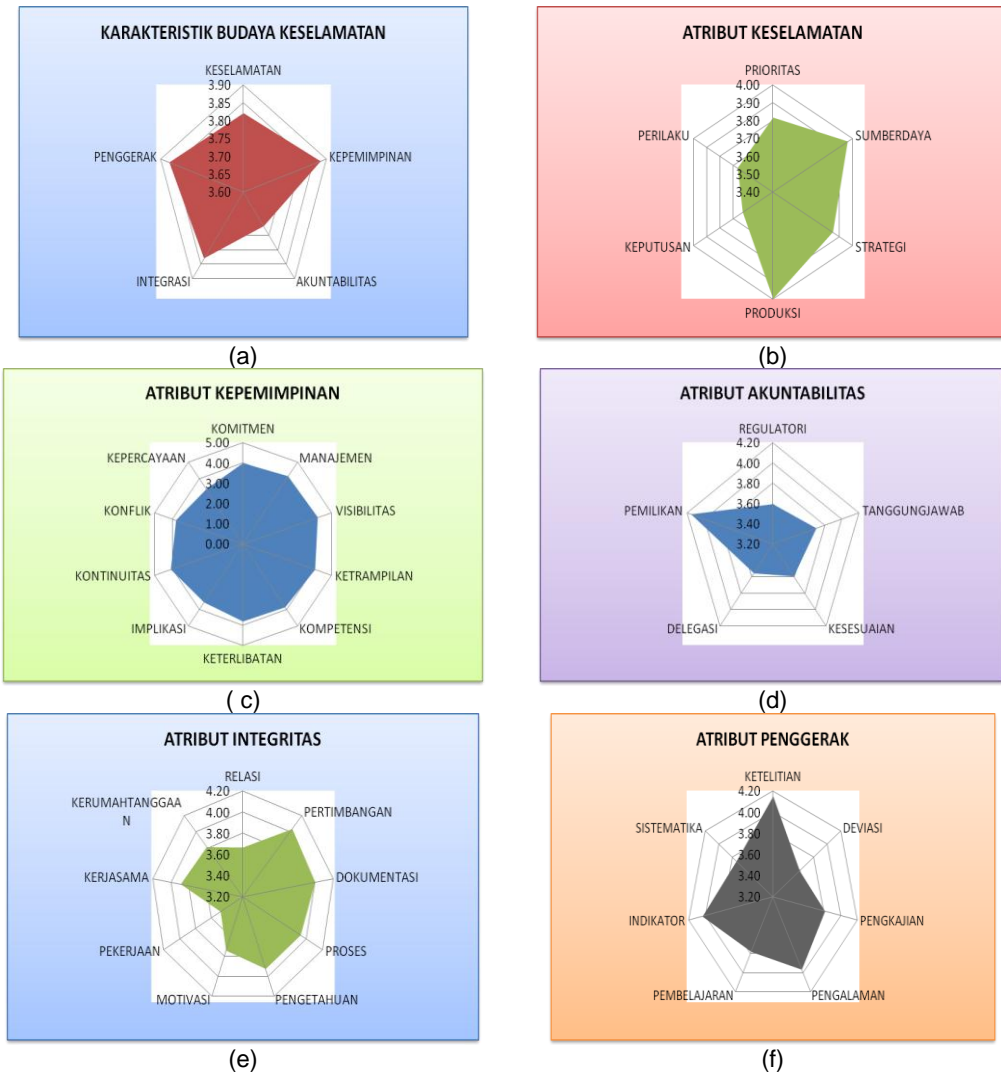 KARAKTERISTIK BUDAYA KESELAMATAN
KESELAMATAN
3.90
3.85
3.80
3.75
3.70
3.65
3.60
KEPEMIMPINAN
AKUNTABILITAS
INTEGRASI
PENGGERAK
(a)
ATRIBUT KESELAMATAN
PRIORITAS
4.00
3.90
3.80
3.70
3.60
3.50
3.40
SUMBERDAYA
STRATEGI
PRODUKSI
KEPUTUSAN
PERILAKU
(b)
ATRIBUT KEPEMIMPINAN
KOMITMEN
5.00
4.00
3.00
2.00
1.00
0.00
MANAJEMEN
VISIBILITAS
KETRAMPILAN
KOMPETENSI
KETERLIBATAN
IMPLIKASI
KONTINUITAS
KONFLIK
KEPERCAYAAN
( c)
ATRIBUT AKUNTABILITAS
REGULATORI
4.20
4.00
3.80
3.60
3.40
3.20
TANGGUNGJAWAB
KESESUAIAN
DELEGASI
PEMILIKAN
(d)
ATRIBUT INTEGRITAS
RELASI
4.20
4.00
3.80
3.60
3.40
3.20
PERTIMBANGAN
DOKUMENTASI
PROSES
PENGETAHUAN
MOTIVASI
PEKERJAAN
KERJASAMA
KERUMAHTANGGAA
N
(e)
ATRIBUT PENGGERAK
KETELITIAN
4.20
4.00
3.80
3.60
3.40
3.20
DEVIASI
PENGKAJIAN
PENGALAMAN
PEMBELAJARAN
INDIKATOR
SISTEMATIKA
(f)